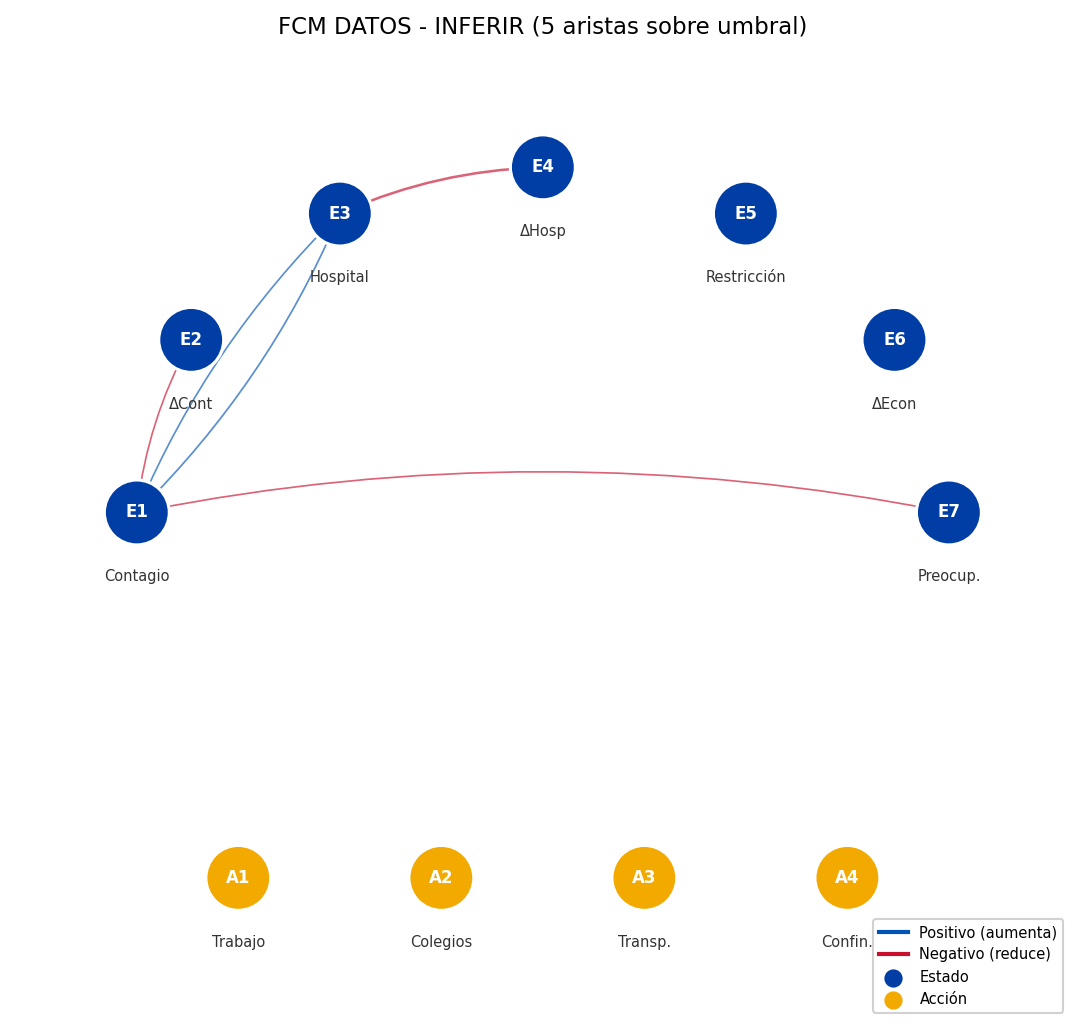 FCM DATOS - INFERIR (5 aristas sobre umbral)
E4
ΔHosp
E3
Hospital
E5
Restricción
E2
ΔCont
E6
ΔEcon
E1
Contagio
E7
Preocup.
A1
Trabajo
A2
Colegios
A3
Transp.
A4
Confin.
Positivo (aumenta)
Negativo (reduce)
Estado
Acción